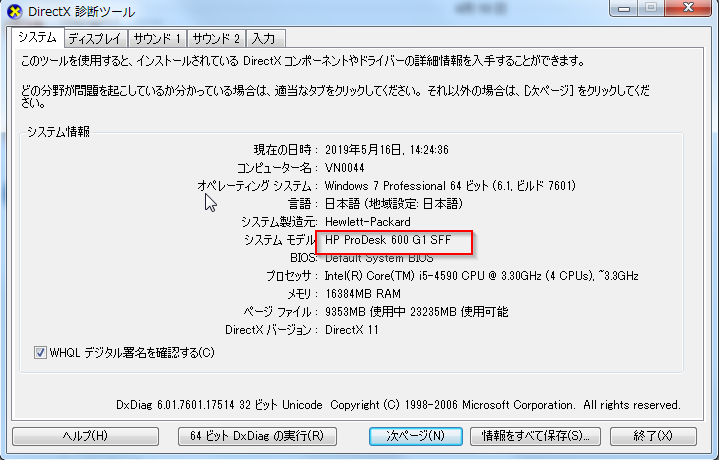 DirectX 診断ツール
システム ディスプレイ サウンド 1 サウンド 2 入力
このツールを使用すると、インストールされている DirectX コンポーネントやドライバーの詳細情報を入手することができます。
どの分野が問題を起こしているか分かっている場合は、適当なタブをクリックしてください。それ以外の場合は、[次ページ] をクリックしてくだ
さい。
システム情報
現在の日時: 2019年5月16日, 14:24:36
コンピューター名: VN0044
オペレーティング システム: Windows 7 Professional 64 ビット (6.1, ビルド 7601)
言語: 日本語 (地域設定: 日本語)
システム製造元: Hewlett-Packard
システム モデル HP ProDesk 600 G1 SFF
BIOS: Default System BIOS
プロセッサ: Intel(R) Core(TM) i5-4590 CPU @ 3.30GHz (4 CPUs), ~3.3GHz
メモリ: 16384MB RAM
ページ ファイル: 9353MB 使用中 23235MB 使用可能
DirectX バージョン: DirectX 11
WHQL デジタル署名を確認する(C)
DxDiag 6.01.7601.17514 32 ビット Unicode Copyright (C) 1998-2006 Microsoft Corporation. All rights reserved.
ヘルプ(H) 64 ビット DxDiag の実行(R) 次ページ(N) 情報をすべて保存(S)... 終了(X)